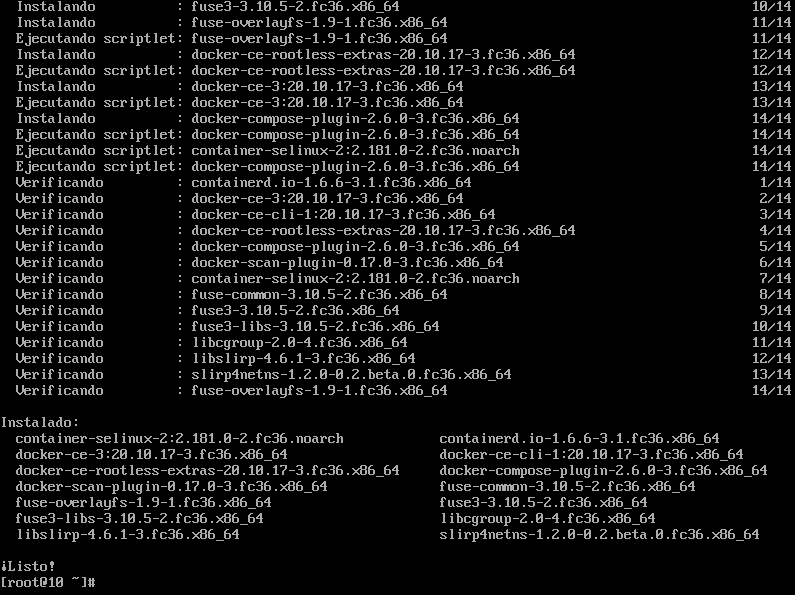 Instalando : fuse3-3.10.5-2.fc36.x86_64 10/14
Instalando : fuse-overlayfs-1.9-1.fc36.x86_64 11/14
Ejecutando scriptlet: fuse-overlayfs-1.9-1.fc36.x86_64 11/14
Instalando : docker-ce-rootless-extras-20.10.17-3.fc36.x86_64 12/14
Ejecutando scriptlet: docker-ce-rootless-extras-20.10.17-3.fc36.x86_64 12/14
Instalando : docker-ce-3:20.10.17-3.fc36.x86_64 13/14
Ejecutando scriptlet: docker-ce-3:20.10.17-3.fc36.x86_64 13/14
Instalando : docker-compose-plugin-2.6.0-3.fc36.x86_64 14/14
Ejecutando scriptlet: docker-compose-plugin-2.6.0-3.fc36.x86_64 14/14
Ejecutando scriptlet: container-selinux-2:2.181.0-2.fc36.noarch 14/14
Ejecutando scriptlet: docker-compose-plugin-2.6.0-3.fc36.x86_64 14/14
Verificando : containerd.io-1.6.6-3.1.fc36.x86_64 1/14
Verificando : docker-ce-3:20.10.17-3.fc36.x86_64 2/14
Verificando : docker-ce-cli-1:20.10.17-3.fc36.x86_64 3/14
Verificando : docker-ce-rootless-extras-20.10.17-3.fc36.x86_64 4/14
Verificando : docker-compose-plugin-2.6.0-3.fc36.x86_64 5/14
Verificando : docker-scan-plugin-0.17.0-3.fc36.x86_64 6/14
Verificando : container-selinux-2:2.181.0-2.fc36.noarch 7/14
Verificando : fuse-common-3.10.5-2.fc36.x86_64 8/14
Verificando : fuse3-3.10.5-2.fc36.x86_64 9/14
Verificando : fuse3-libs-3.10.5-2.fc36.x86_64 10/14
Verificando : libcgroup-2.0-4.fc36.x86_64 11/14
Verificando : libslirp-4.6.1-3.fc36.x86_64 12/14
Verificando : slirp4netns-1.2.0-0.2.beta.0.fc36.x86_64 13/14
Verificando : fuse-overlayfs-1.9-1.fc36.x86_64 14/14
Instalado:
container-selinux-2:2.181.0-2.fc36.noarch containerd.io-1.6.6-3.1.fc36.x86_64
docker-ce-3:20.10.17-3.fc36.x86_64 docker-ce-cli-1:20.10.17-3.fc36.x86_64
docker-ce-rootless-extras-20.10.17-3.fc36.x86_64 docker-compose-plugin-2.6.0-3.fc36.x86_64
docker-scan-plugin-0.17.0-3.fc36.x86_64 fuse-common-3.10.5-2.fc36.x86_64
fuse-overlayfs-1.9-1.fc36.x86_64 fuse3-3.10.5-2.fc36.x86_64
fuse3-libs-3.10.5-2.fc36.x86_64 libcgroup-2.0-4.fc36.x86_64
libslirp-4.6.1-3.fc36.x86_64 slirp4netns-1.2.0-0.2.beta.0.fc36.x86_64
¡Listo!
[root@10 ~]#